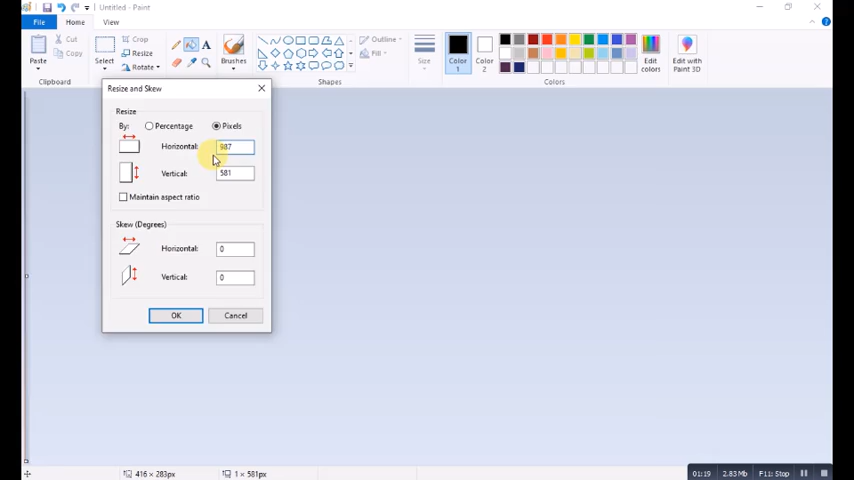 Untitled - Paint
File Home View
Paste
Cut
Copy
Clipboard
Select
Crop
Resize
Rotate
A
Brushes
Outline
Fill
Shapes
Size
Color 1
Color 2
Edit colors
Edit with Paint 3D
Colors
Resize and Skew
Resize
By: Percentage Pixels
Horizontal: 987
Vertical: 581
Maintain aspect ratio
Skew (Degrees)
Horizontal: 0
Vertical: 0
OK Cancel
416 × 283px 1 × 581px
01:19 2.83 Mb F11: Stop